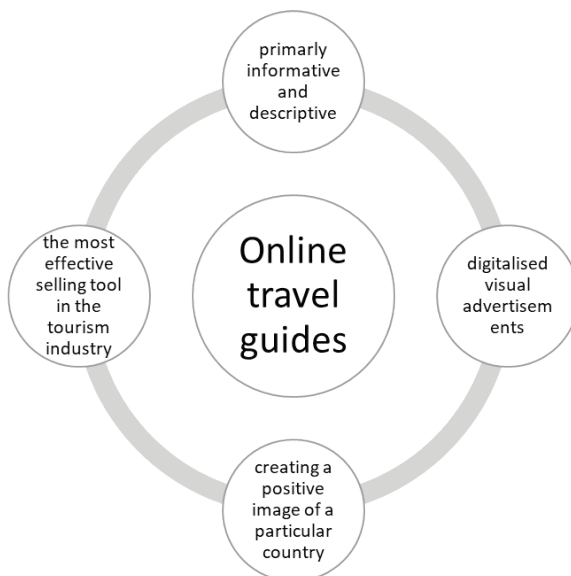 primarly
informative
and
descriptive
the most
effective
selling tool
in the
tourism
industry
Online
travel
guides
digitalised
visual
advertisem
ents
creating a
positive
image of a
particular
country